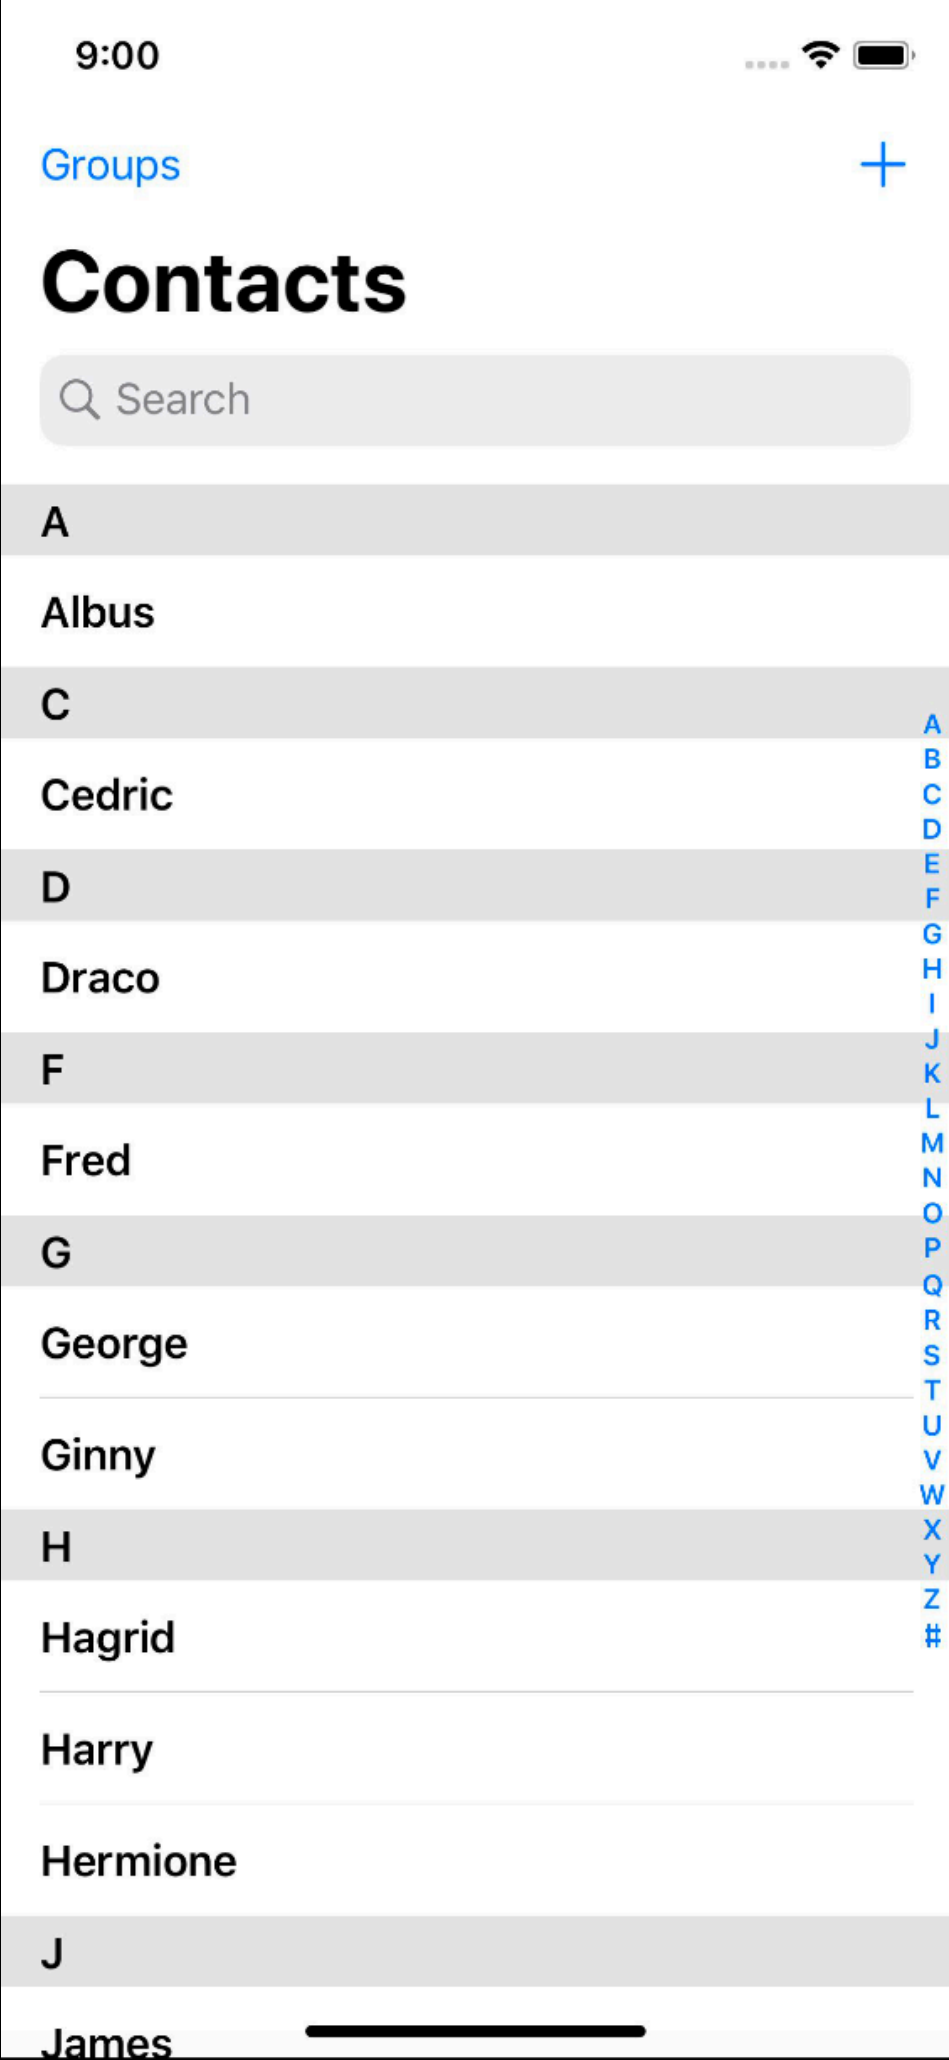 9:00
Groups
Contacts
Search
A
Albus
C
Cedric
D
Draco
F
Fred
G
George
Ginny
H
Hagrid
Harry
Hermione
J
James
A
B
C
D
E
F
G
H
I
J
K
L
M
N
O
P
Q
R
S
T
U
V
W
X
Y
Z
#